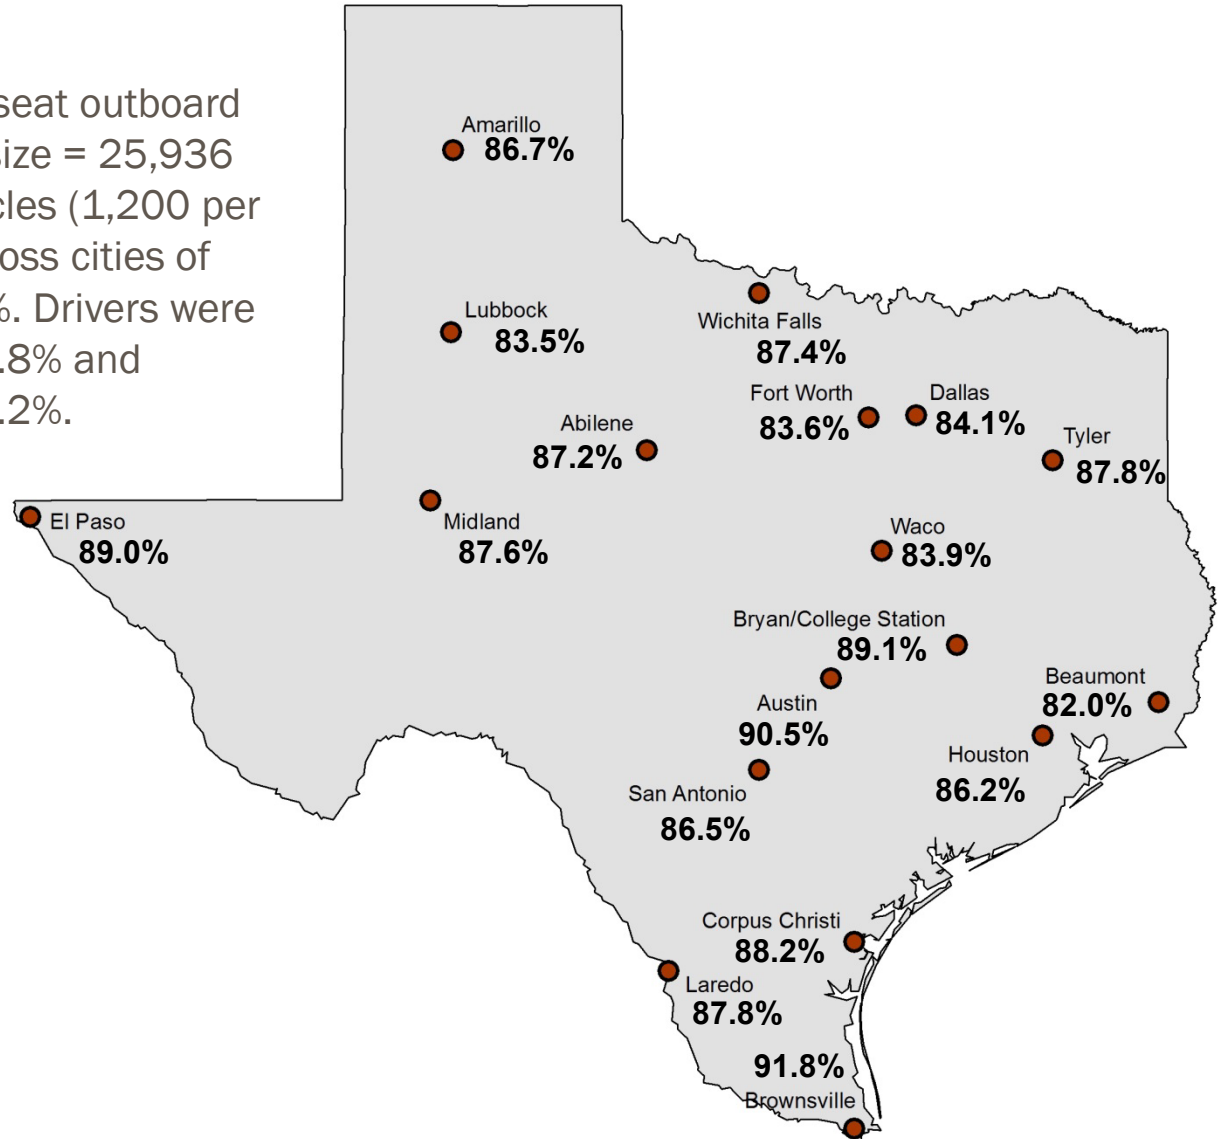 seat outboard
size = 25,936
cles (1,200 per
oss cities of
%. Drivers were
.8% and
.2%.
Amarillo
86.7%
Lubbock
83.5%
Wichita Falls
87.4%
Fort Worth
83.6%
Dallas
84.1%
Abilene
87.2%
Tyler
87.8%
El Paso
89.0%
Midland
87.6%
Waco
83.9%
Bryan/College Station
89.1%
Austin
90.5%
Beaumont
82.0%
Houston
86.2%
San Antonio
86.5%
Corpus Christi
88.2%
Laredo
87.8%
91.8%
Brownsville